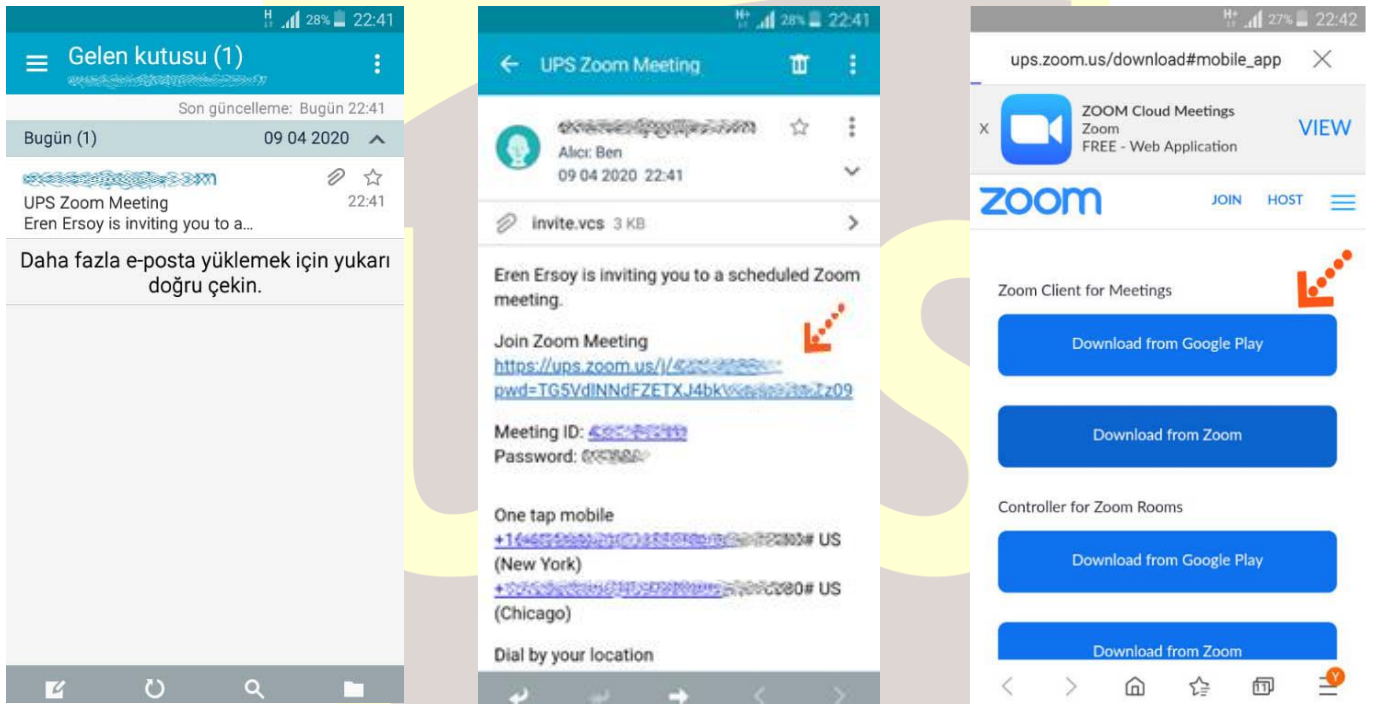 H 28% 22:41
Gelen kutusu (1)
Son güncelleme: Bugün 22:41
Bugün (1) 09 04 2020
UPS Zoom Meeting 22:41
Eren Ersoy is inviting you to a...
Daha fazla e-posta yüklemek için yukarı
doğru çekin.
H+ 28% 22:41
UPS Zoom Meeting
Alıcı: Ben
09 04 2020 22:41
invite.vcs 3 KB
Eren Ersoy is inviting you to a scheduled Zoom
meeting.
Join Zoom Meeting
https://ups.zoom.us/j/
Meeting ID:
Password:
One tap mobile
# US
(New York)
# US
(Chicago)
Dial by your location
H+ 27% 22:42
ups.zoom.us/download#mobile_app
X
ZOOM Cloud Meetings
Zoom
FREE - Web Application
VIEW
zoom JOIN HOST
Zoom Client for Meetings
Download from Google Play
Download from Zoom
Controller for Zoom Rooms
Download from Google Play
Download from Zoom
11
Y